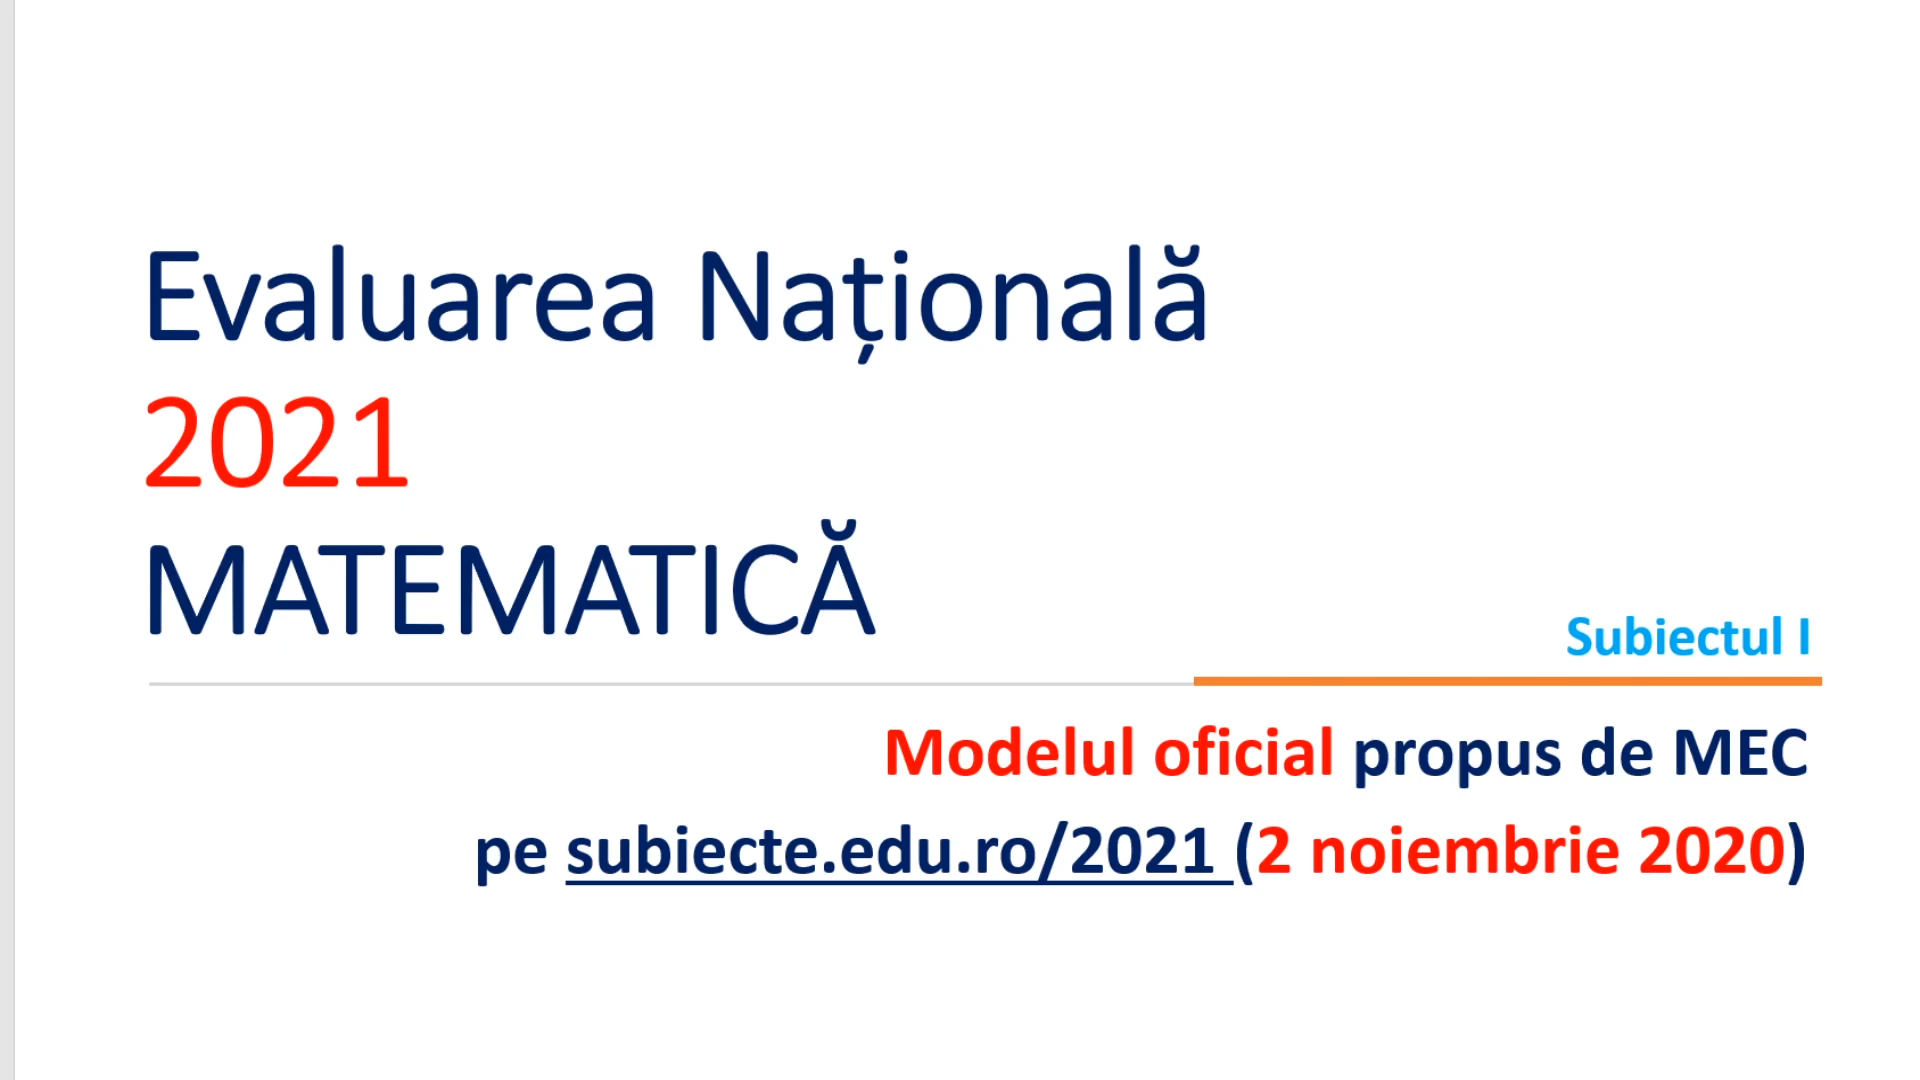 Evaluarea Națională
2021
MATEMATICĂ
Subiectul I
Modelul oficial propus de MEC
pe subiecte.edu.ro/2021 (2 noiembrie 2020)